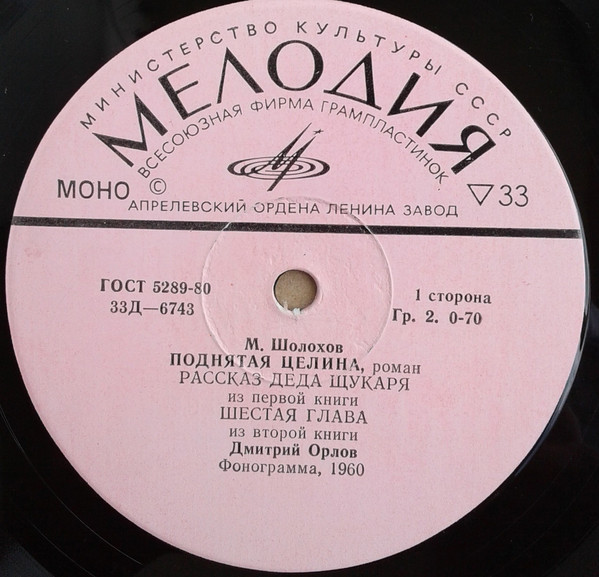 МИНИСТЕРСТВО КУЛЬТУРЫ СССР
МЕЛОДИЯ
ВСЕСОЮЗНАЯ ФИРМА ГРАМПЛАСТИНОК
МОНО © ▽ 33
АПРЕЛЕВСКИЙ ОРДЕНА ЛЕНИНА ЗАВОД
ГОСТ 5289-80
33Д—6743
1 сторона
Гр. 2. 0-70
М. Шолохов
ПОДНЯТАЯ ЦЕЛИНА, роман
РАССКАЗ ДЕДА ЩУКАРЯ
из первой книги
ШЕСТАЯ ГЛАВА
из второй книги
Дмитрий Орлов
Фонограмма, 1960